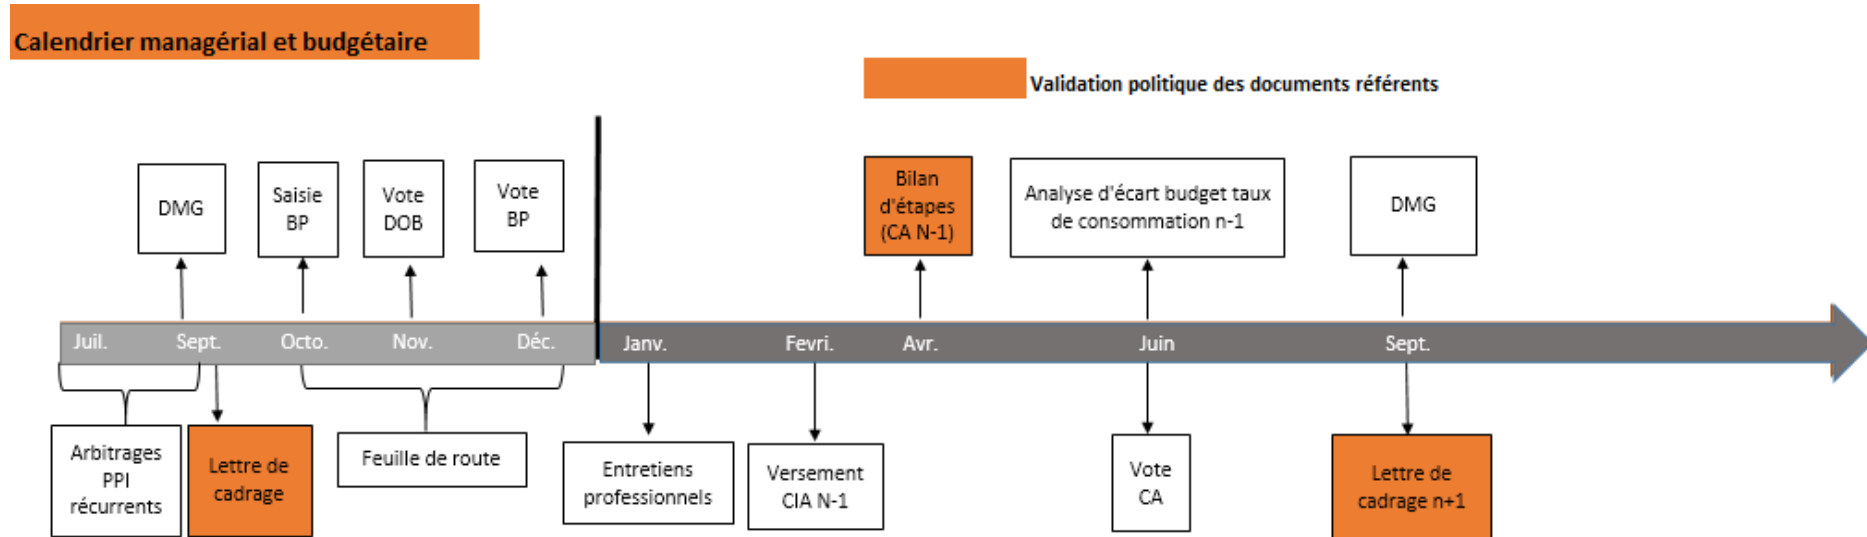 Calendrier managérial et budgétaire
Validation politique des documents référents
DMG
Saisie
BP
Vote
DOB
Vote
BP
Bilan
d'étapes
(CA N-1)
Analyse d'écart budget taux
de consommation n-1
DMG
Juil.
Sept.
Octo.
Nov.
Déc.
Janv.
Fevri.
Avr.
Juin
Sept.
Arbitrages
PPI
récurrents
Lettre de
cadrage
Feuille de route
Entretiens
professionnels
Versement
CIA N-1
Vote
CA
Lettre de
cadrage n+1